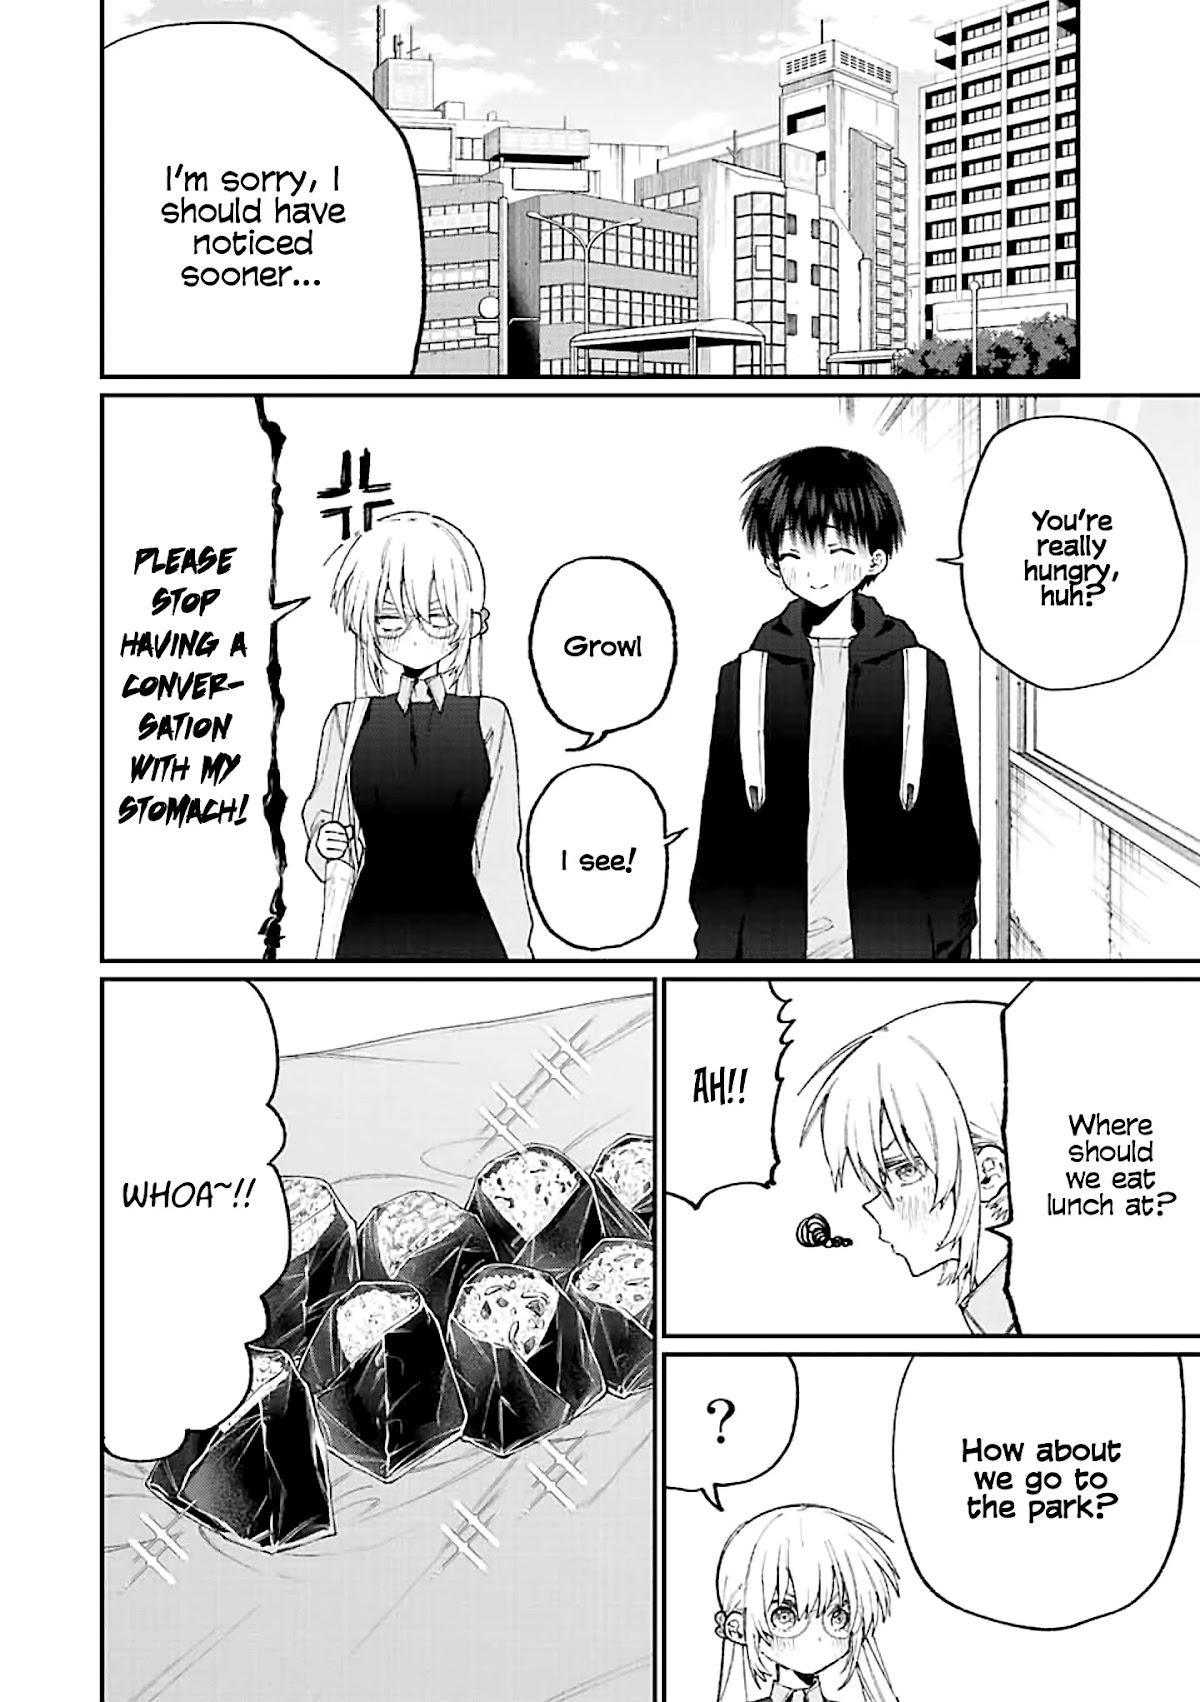 I'm sorry, I
should have
noticed
sooner...
You're
really
hungry,
huh?
Growl
I see!
PLEASE
STOP
HAVING A
CONVER-
SATION
WITH MY
STOMACH!
Where
should
we eat
lunch at?
AH!!
How about
we go to
the park?
?
WHOA~!!